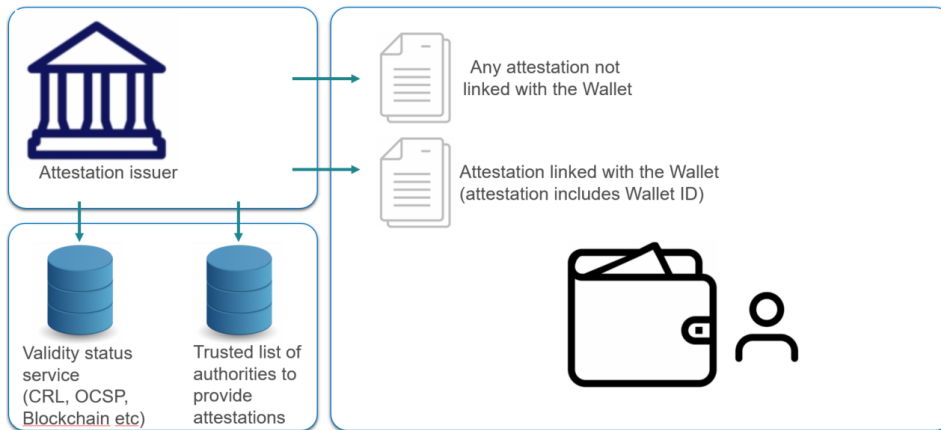 Attestation issuer
Any attestation not
linked with the Wallet
Attestation linked with the Wallet
(attestation includes Wallet ID)
Validity status
service
(CRL, OCSP,
Blockchain etc)
Trusted list of
authorities to
provide
attestations